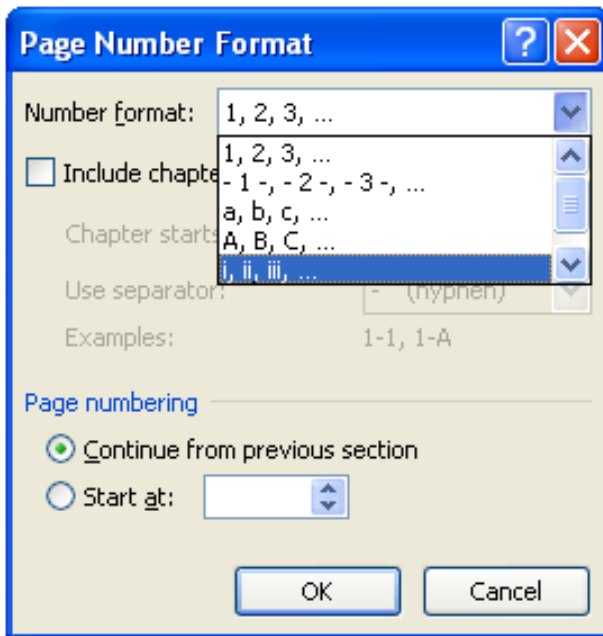 Page Number Format
Number format: 1, 2, 3, ...
1, 2, 3, ...
Include chapte
- 1 -, - 2 -, - 3 -, ...
a, b, c, ...
Chapter starts
A, B, C, ...
i, ii, iii, ...
Use separator: - (hyphen)
Examples: 1-1, 1-A
Page numbering
Continue from previous section
Start at:
OK Cancel